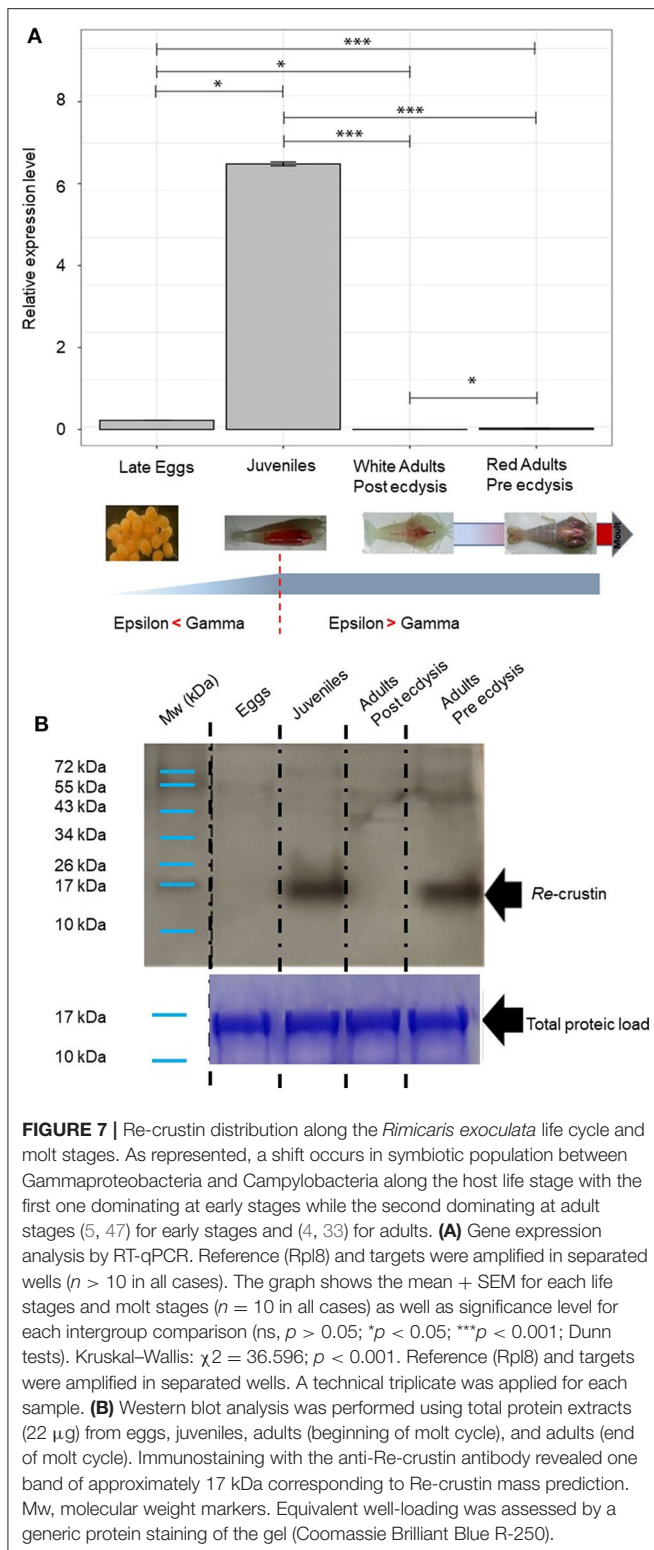 A
***
*
*
***
***
*
8
6
4
2
0
Relative expression level
Late Eggs
Juveniles
White Adults
Post ecdysis
Red Adults
Pre ecdysis
Moult
Epsilon < Gamma
Epsilon > Gamma
B
Mw (kDa)
Eggs
Juveniles
Adults
Post ecdysis
Adults
Pre ecdysis
72 kDa
55 kDa
43 kDa
34 kDa
26 kDa
17 kDa
10 kDa
Re-crustin
17 kDa
10 kDa
Total proteic load
FIGURE 7 | Re-crustin distribution along the Rimicaris exoculata life cycle and
molt stages. As represented, a shift occurs in symbiotic population between
Gammaproteobacteria and Campylobacteria along the host life stage with the
first one dominating at early stages while the second dominating at adult
stages (5, 47) for early stages and (4, 33) for adults. (A) Gene expression
analysis by RT-qPCR. Reference (Rpl8) and targets were amplified in separated
wells (n > 10 in all cases). The graph shows the mean + SEM for each life
stages and molt stages (n = 10 in all cases) as well as significance level for
each intergroup comparison (ns, p > 0.05; *p < 0.05; ***p < 0.001; Dunn
tests). Kruskal–Wallis: χ2 = 36.596; p < 0.001. Reference (Rpl8) and targets
were amplified in separated wells. A technical triplicate was applied for each
sample. (B) Western blot analysis was performed using total protein extracts
(22 μg) from eggs, juveniles, adults (beginning of molt cycle), and adults (end
of molt cycle). Immunostaining with the anti-Re-crustin antibody revealed one
band of approximately 17 kDa corresponding to Re-crustin mass prediction.
Mw, molecular weight markers. Equivalent well-loading was assessed by a
generic protein staining of the gel (Coomassie Brilliant Blue R-250).